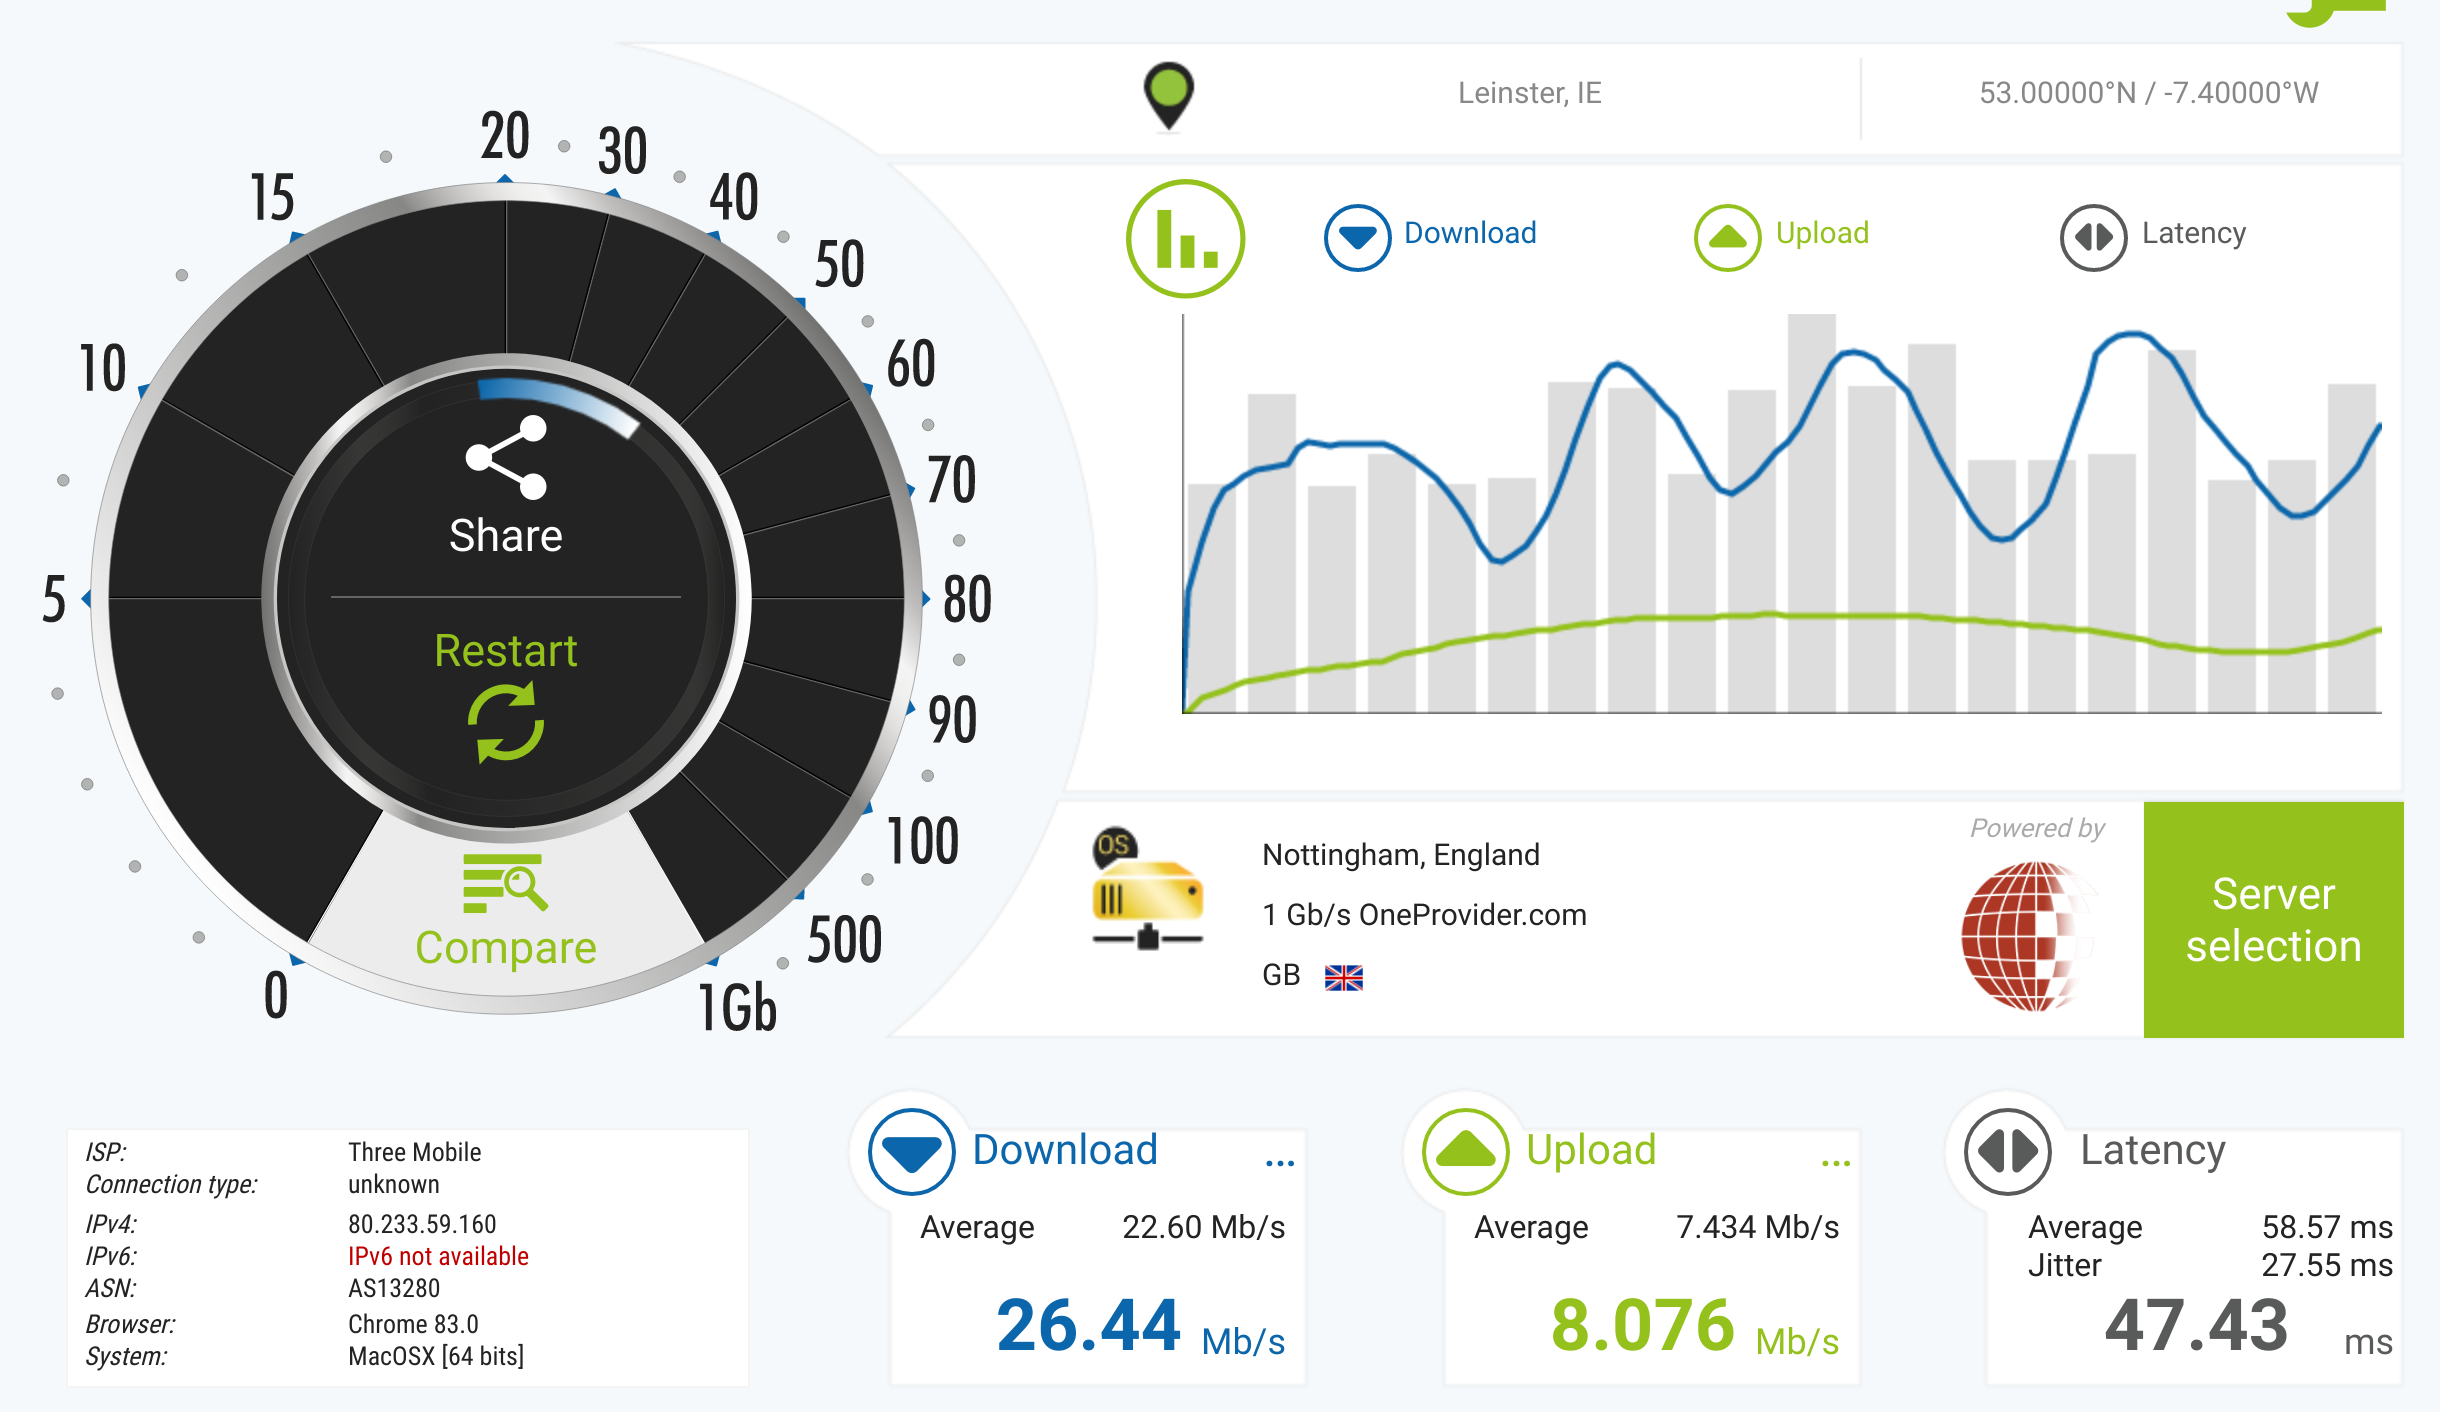 Leinster, IE
53.00000°N / -7.40000°W
0
5
10
15
20
30
40
50
60
70
80
90
100
500
1Gb
Share
Restart
Compare
Download
Upload
Latency
OS
Nottingham, England
1 Gb/s OneProvider.com
GB
Powered by
Server
selection
ISP: Three Mobile
Connection type: unknown
IPv4: 80.233.59.160
IPv6: IPv6 not available
ASN: AS13280
Browser: Chrome 83.0
System: MacOSX [64 bits]
Download ...
Average 22.60 Mb/s
26.44 Mb/s
Upload ...
Average 7.434 Mb/s
8.076 Mb/s
Latency
Average 58.57 ms
Jitter 27.55 ms
47.43 ms